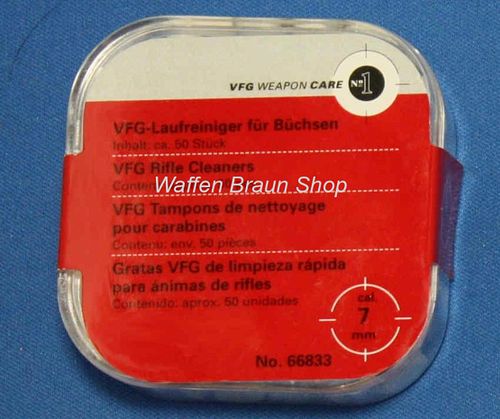 VFG WEAPON CARE No 1
VFG-Laufreiniger für Büchsen
Inhalt: ca. 50 Stück
VFG Rifle Cleaners
Waffen Braun Shop
VFG Tampons de nettoyage
pour carabines
Contenu: env. 50 pièces
Gratas VFG de limpieza rápida
para ánimas de rifles
Contenido: aprox. 50 unidades
cal.
7
mm
No. 66833